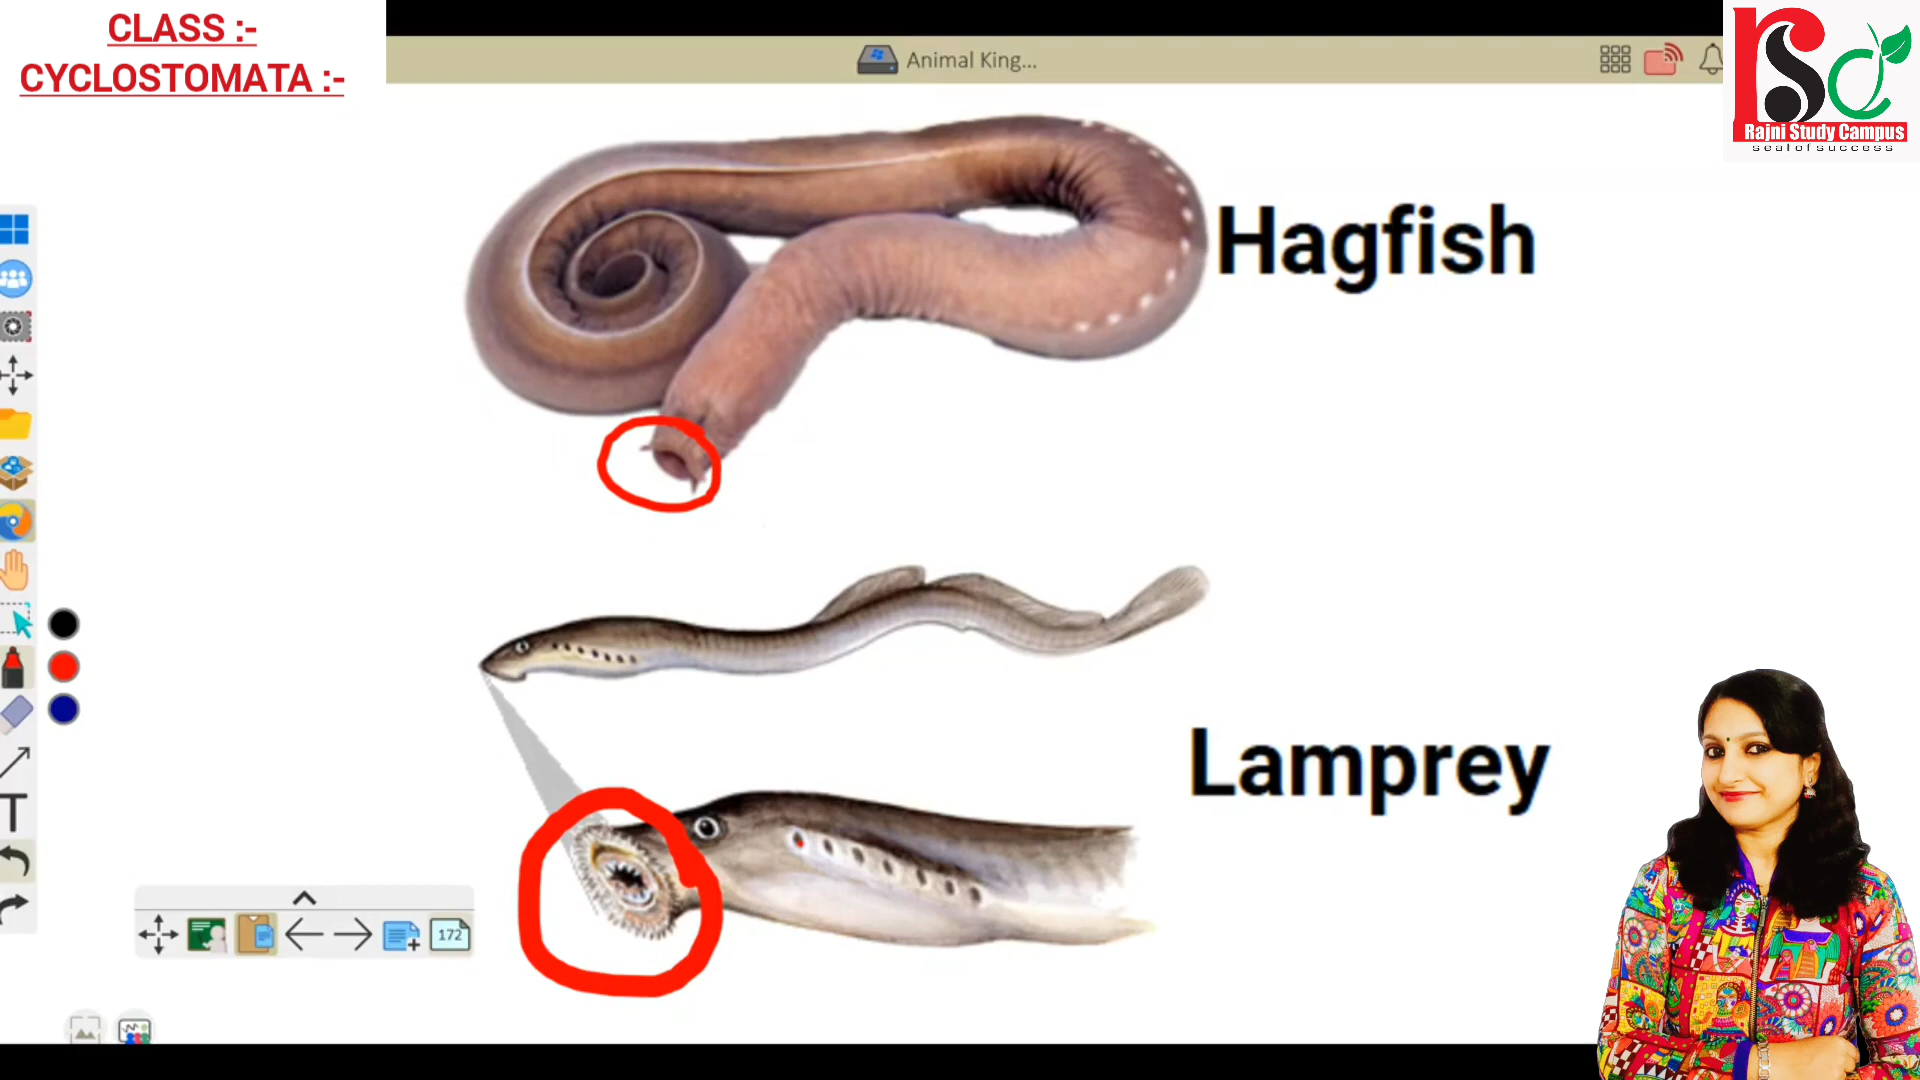 CLASS :-
CYCLOSTOMATA :-
Animal King...
Rajni Study Campus
seal of success
Hagfish
Lamprey
172